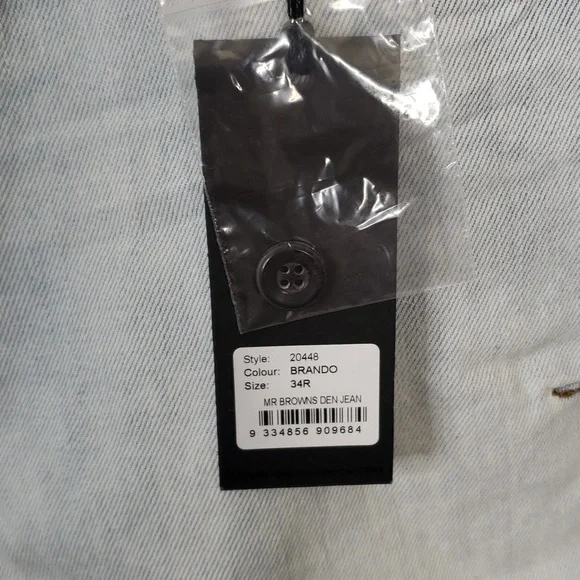 Style: 20448
Colour: BRANDO
Size: 34R
MR BROWNS DEN JEAN
9 334856 909684